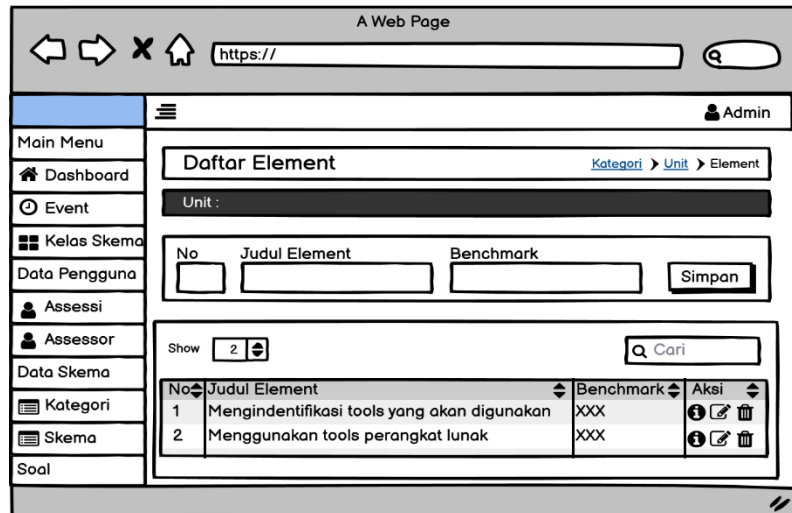 A Web Page
https://
Admin
Main Menu
Dashboard
Event
Kelas Skema
Data Pengguna
Assessi
Assessor
Data Skema
Kategori
Skema
Soal
Daftar Element
Kategori > Unit > Element
Unit :
No Judul Element Benchmark
Simpan
Show 2
Cari
No Judul Element Benchmark Aksi
1 Mengindentifikasi tools yang akan digunakan XXX
2 Menggunakan tools perangkat lunak XXX